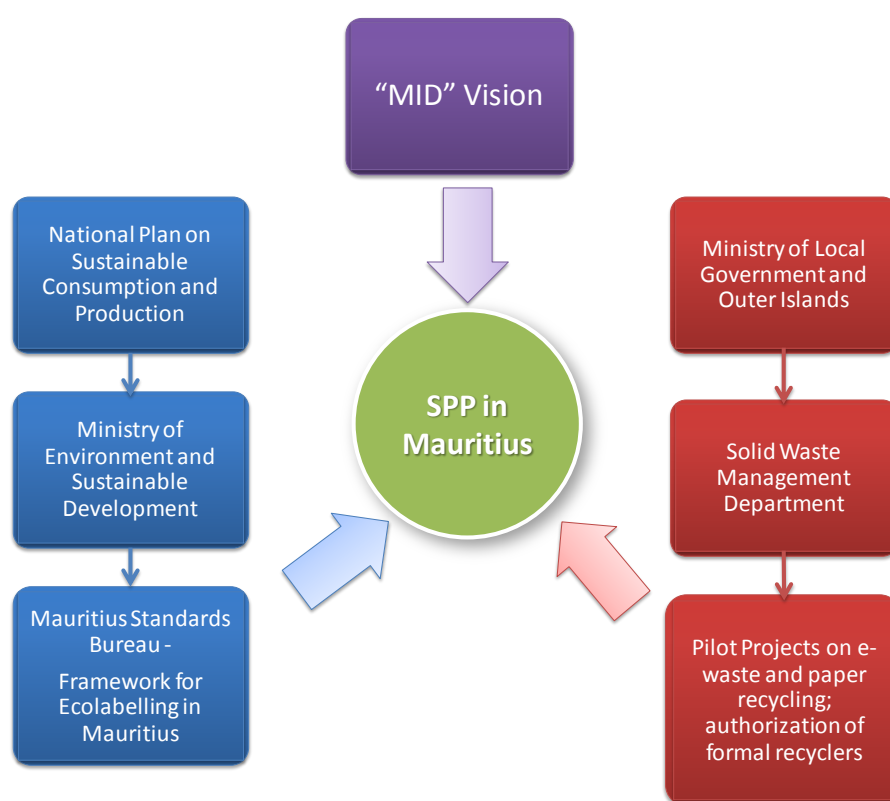 “MID” Vision
National Plan on
Sustainable
Consumption and
Production
Ministry of
Environment and
Sustainable
Development
Mauritius Standards
Bureau -
Framework for
Ecolabelling in
Mauritius
SPP in
Mauritius
Ministry of Local
Government and
Outer Islands
Solid Waste
Management
Department
Pilot Projects on e-
waste and paper
recycling;
authorization of
formal recyclers